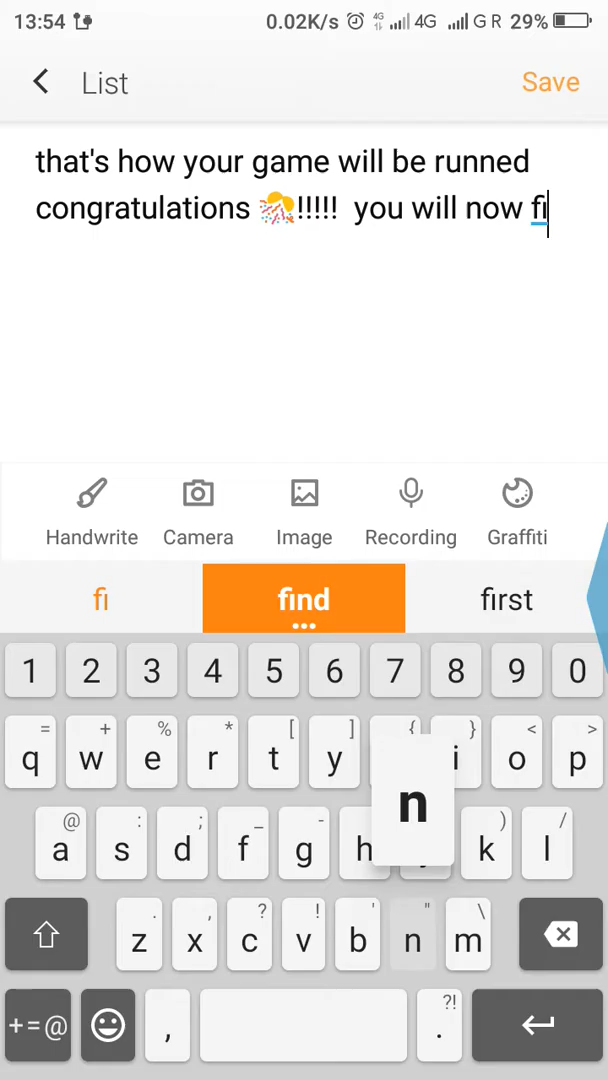 13:54 0.02K/s 4G 4G G R 29%
List Save
that's how your game will be runned
congratulations 🎊!!!!!  you will now fi
Handwrite Camera Image Recording Graffiti
fi find first
1 2 3 4 5 6 7 8 9 0
= + % * [ ] { } < >
q w e r t y i o p
@ : ; _ - ) /
a s d f g h k l
n
. , ? ! ' " \
z x c v b n m
?!
+=@ , .